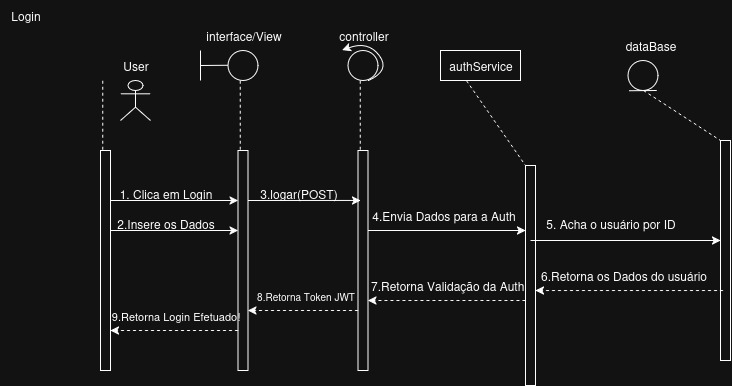 Login
interface/View
controller
dataBase
User
authService
1. Clica em Login
3.logar(POST)
4.Envia Dados para a Auth
2.Insere os Dados
5. Acha o usuário por ID
6.Retorna os Dados do usuário
7.Retorna Validação da Auth
8.Retorna Token JWT
9.Retorna Login Efetuado!